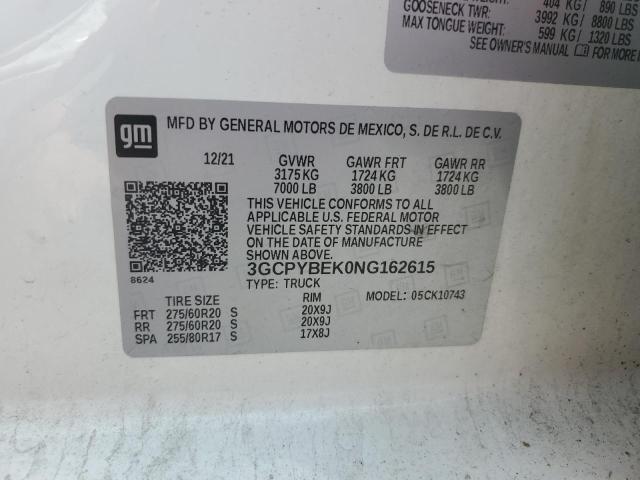 404 KG / 890 LBS
GOOSENECK TWR: 3992 KG / 8800 LBS
MAX TONGUE WEIGHT: 599 KG / 1320 LBS
SEE OWNER'S MANUAL FOR MORE
gm
MFD BY GENERAL MOTORS DE MEXICO, S. DE R.L. DE C.V.
12/21 GVWR GAWR FRT GAWR RR
3175 KG 1724 KG 1724 KG
7000 LB 3800 LB 3800 LB
THIS VEHICLE CONFORMS TO ALL
APPLICABLE U.S. FEDERAL MOTOR
VEHICLE SAFETY STANDARDS IN EFFECT
ON THE DATE OF MANUFACTURE
SHOWN ABOVE.
3GCPYBEK0NG162615
8624
TYPE: TRUCK
MODEL: 05CK10743
TIRE SIZE RIM
FRT 275/60R20 S 20X9J
RR 275/60R20 S 20X9J
SPA 255/80R17 S 17X8J